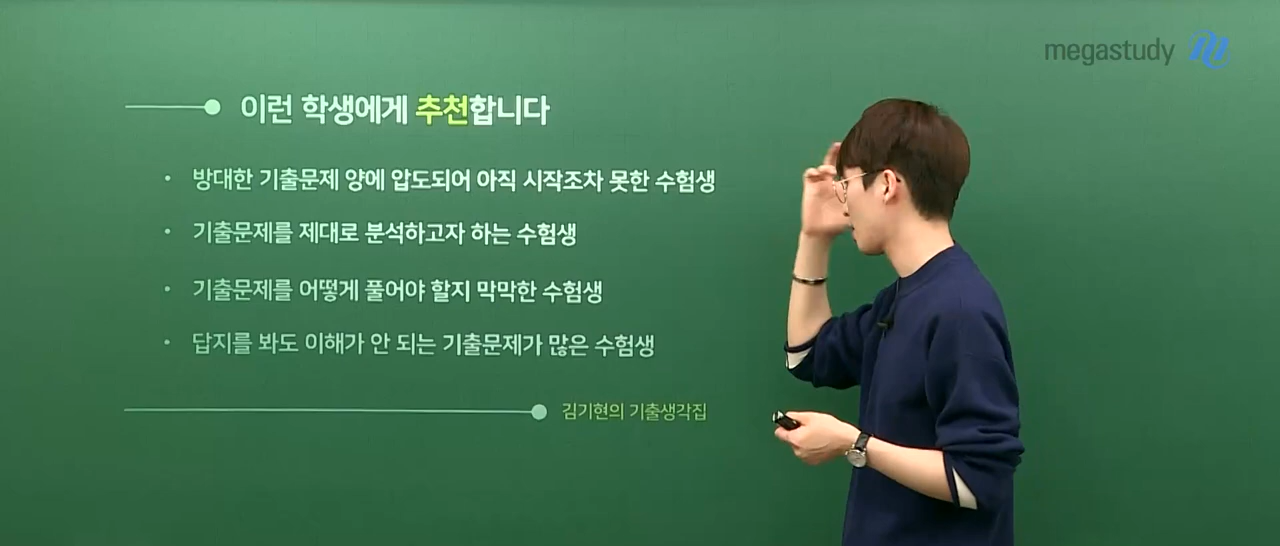 megastudy
이런 학생에게 추천합니다
• 방대한 기출문제 양에 압도되어 아직 시작조차 못한 수험생
• 기출문제를 제대로 분석하고자 하는 수험생
• 기출문제를 어떻게 풀어야 할지 막막한 수험생
• 답지를 봐도 이해가 안 되는 기출문제가 많은 수험생
김기현의 기출생각집